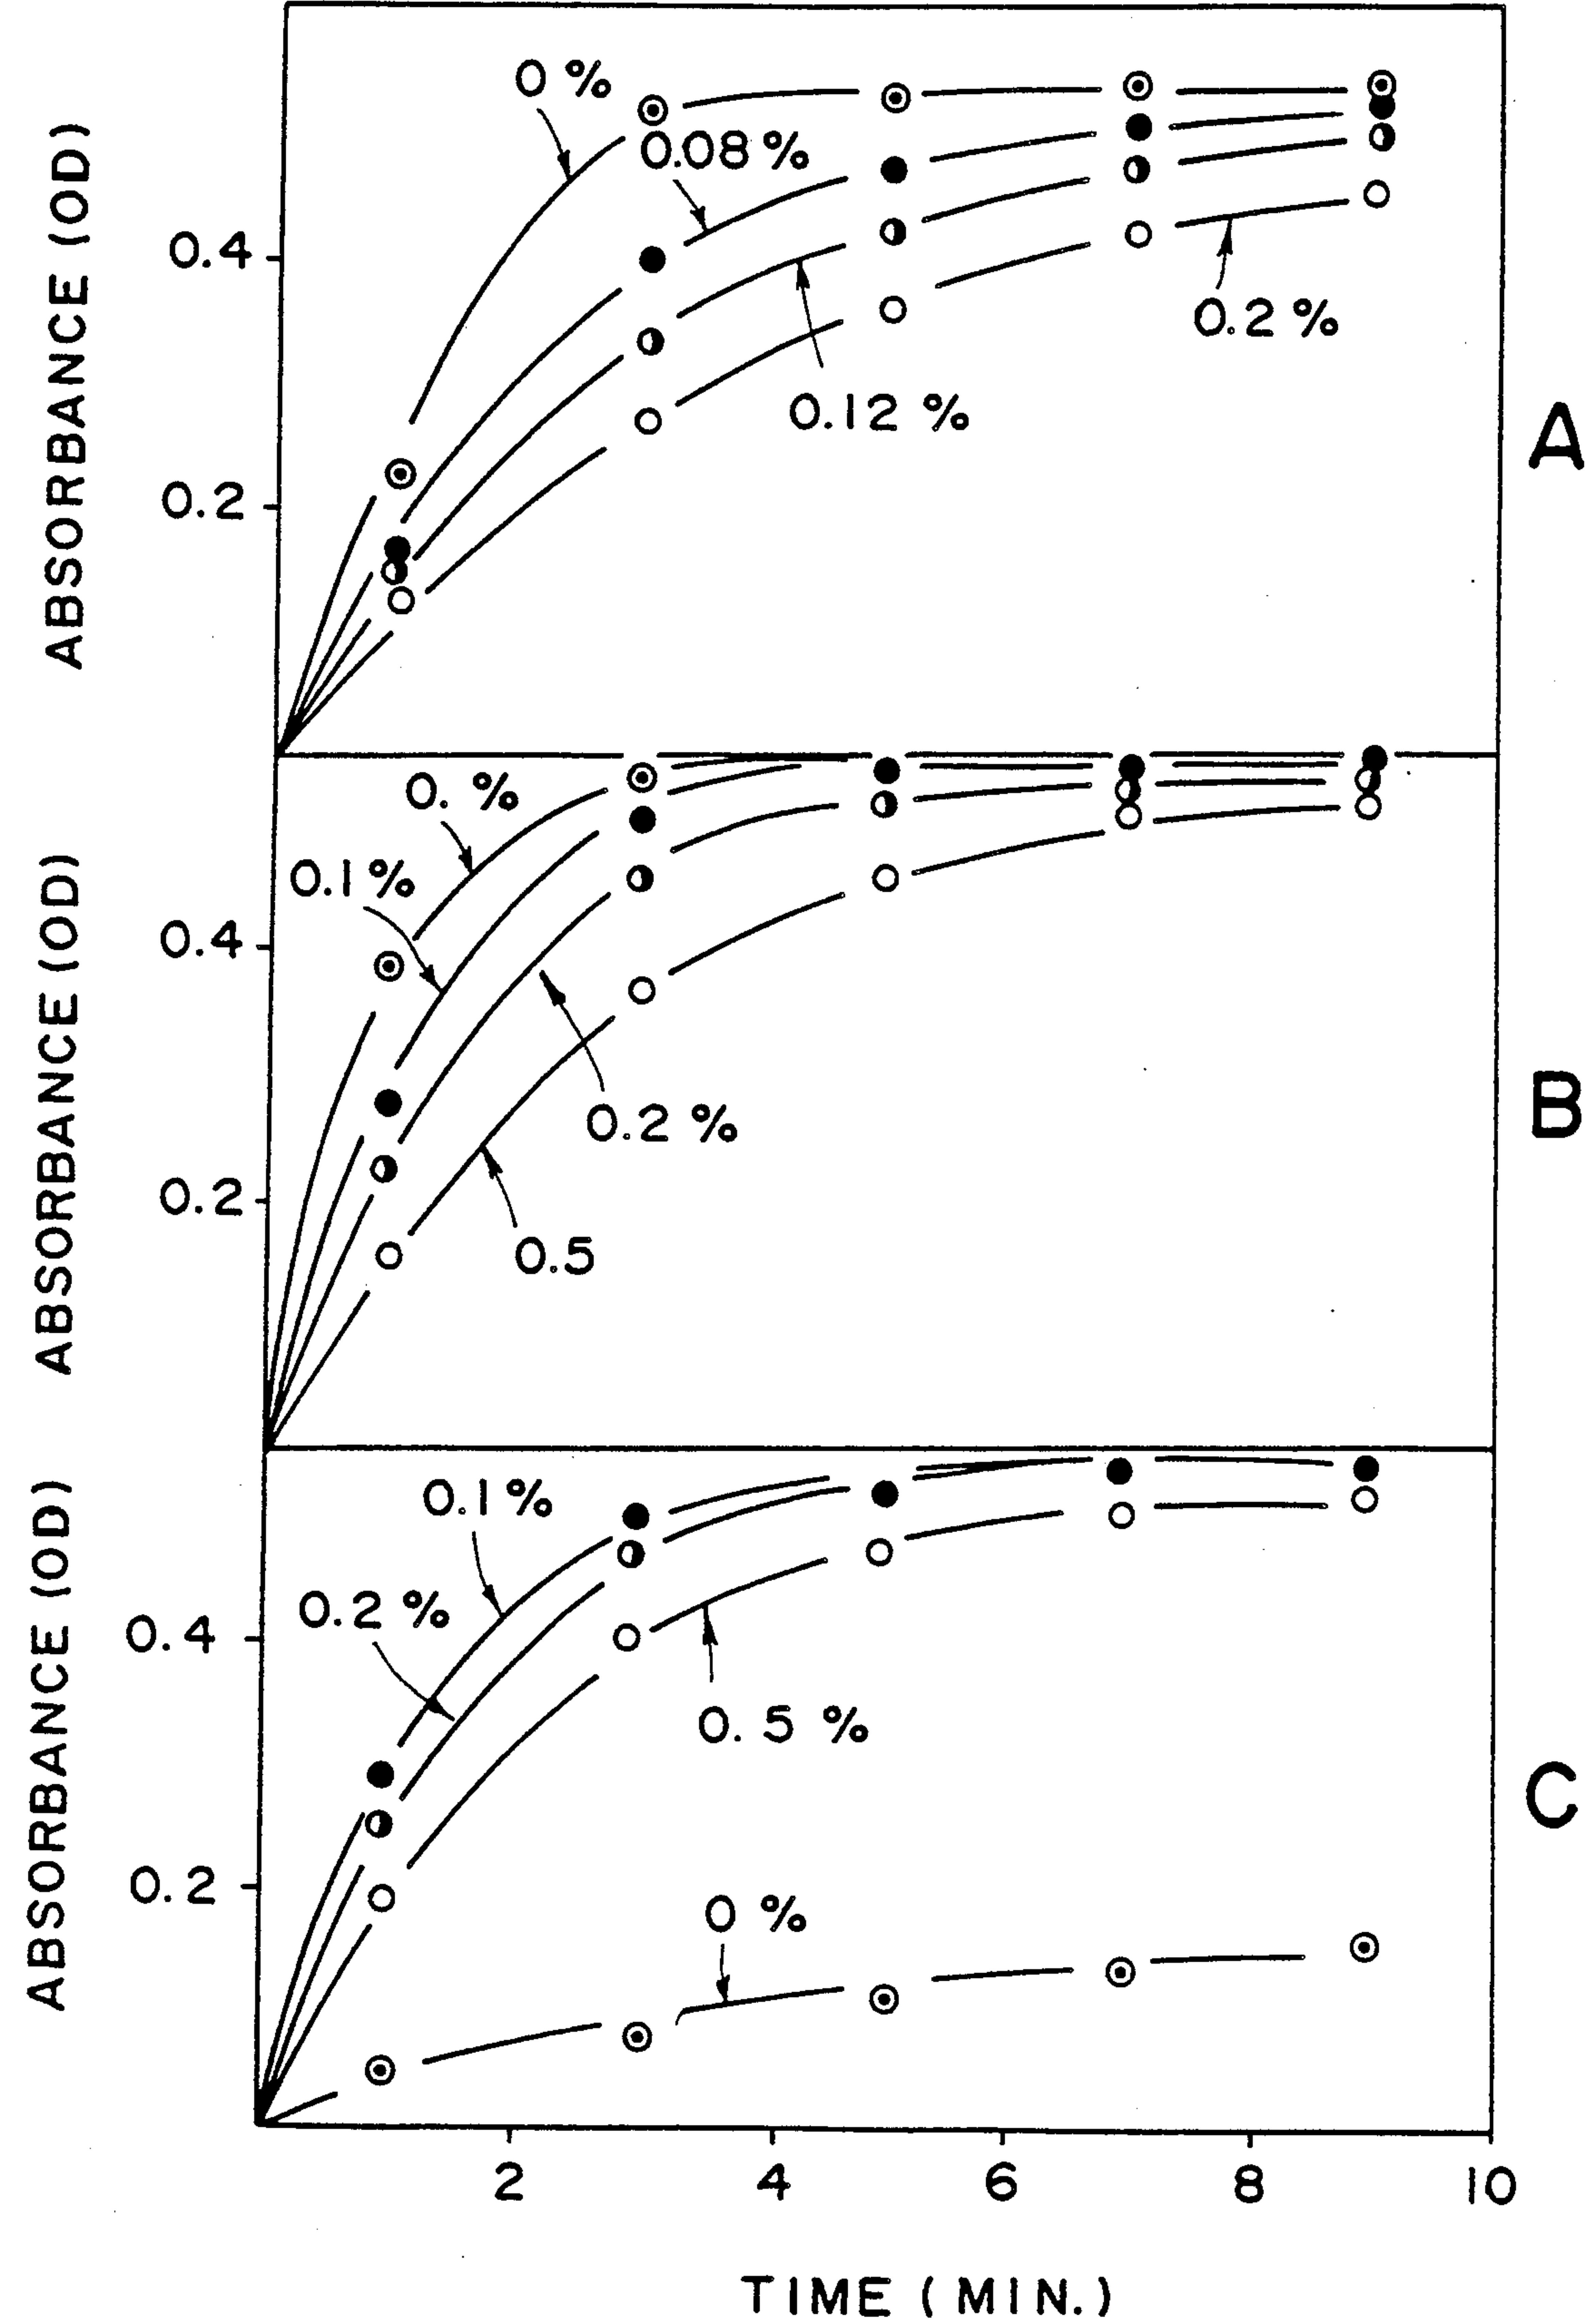 ABSORBANCE (OD)
0 %
0.08 %
0.4
0.2 %
0.12 %
0.2
A
ABSORBANCE (OD)
0. %
0.1 %
0.4
0.2 %
0.2
0.5
B
ABSORBANCE (OD)
0.1 %
0.2 %
0.4
0.5 %
0.2
0 %
C
2 4 6 8 10
TIME ( MIN. )